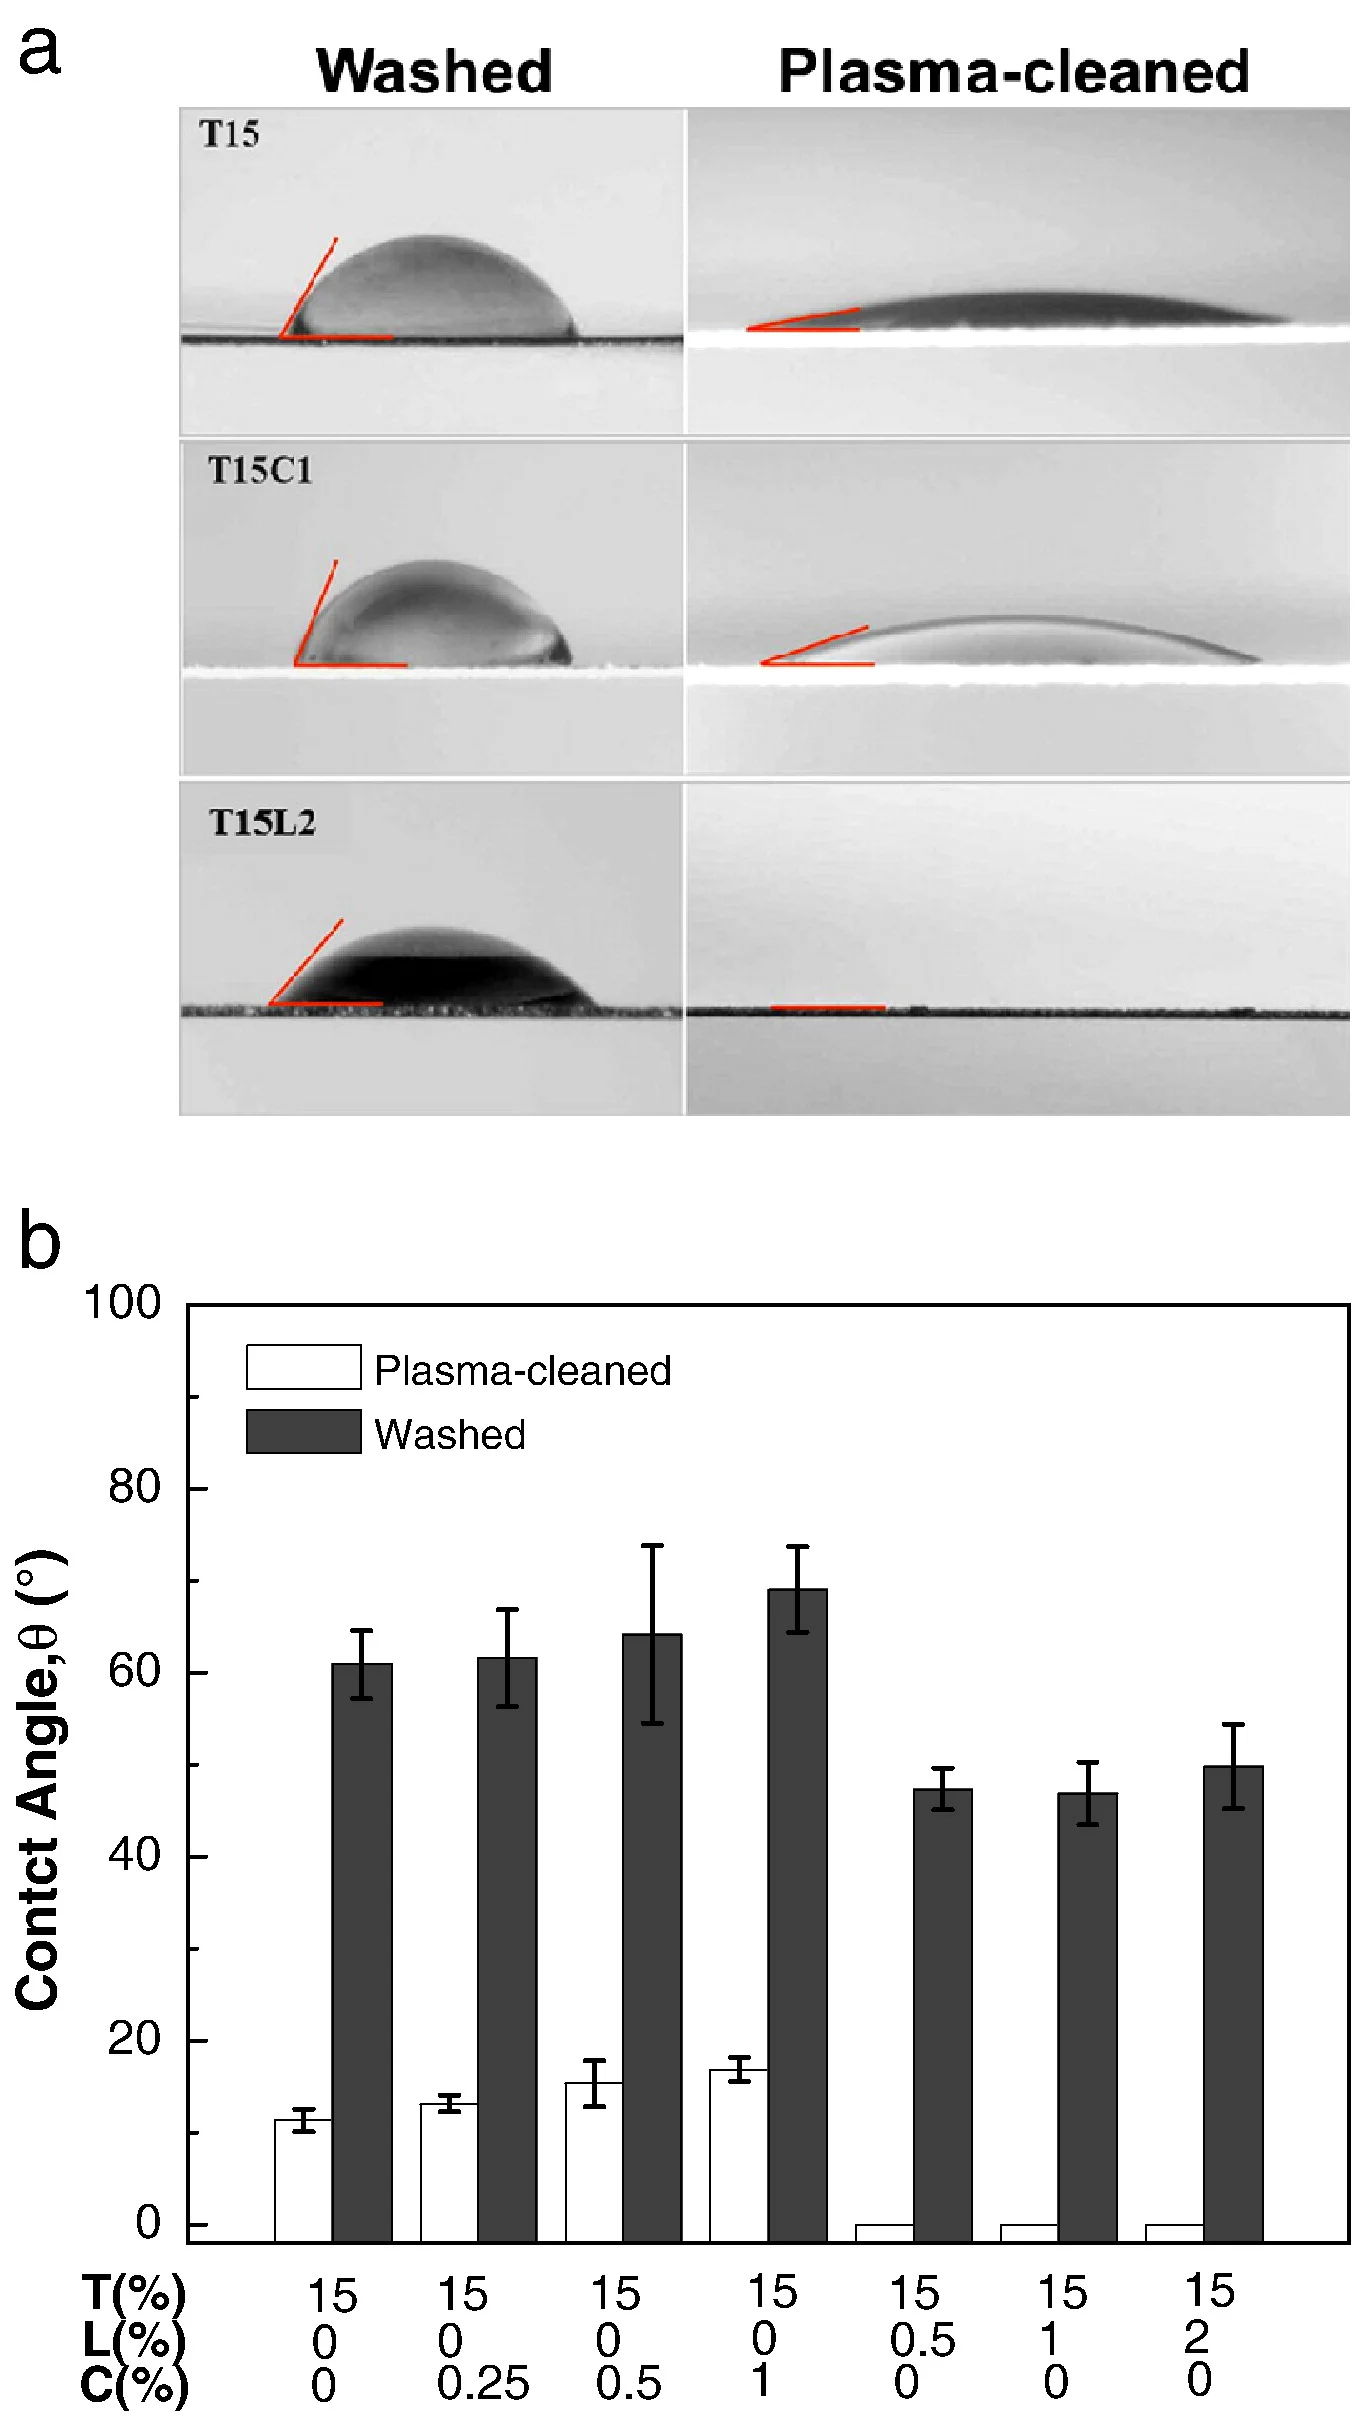 a
Washed Plasma-cleaned
T15
T15C1
T15L2
b
100
Plasma-cleaned
Washed
80
60
40
20
0
Contct Angle,θ (°)
T(%) 15 15 15 15 15 15 15
L(%) 0 0 0 0 0.5 1 2
C(%) 0 0.25 0.5 1 0 0 0